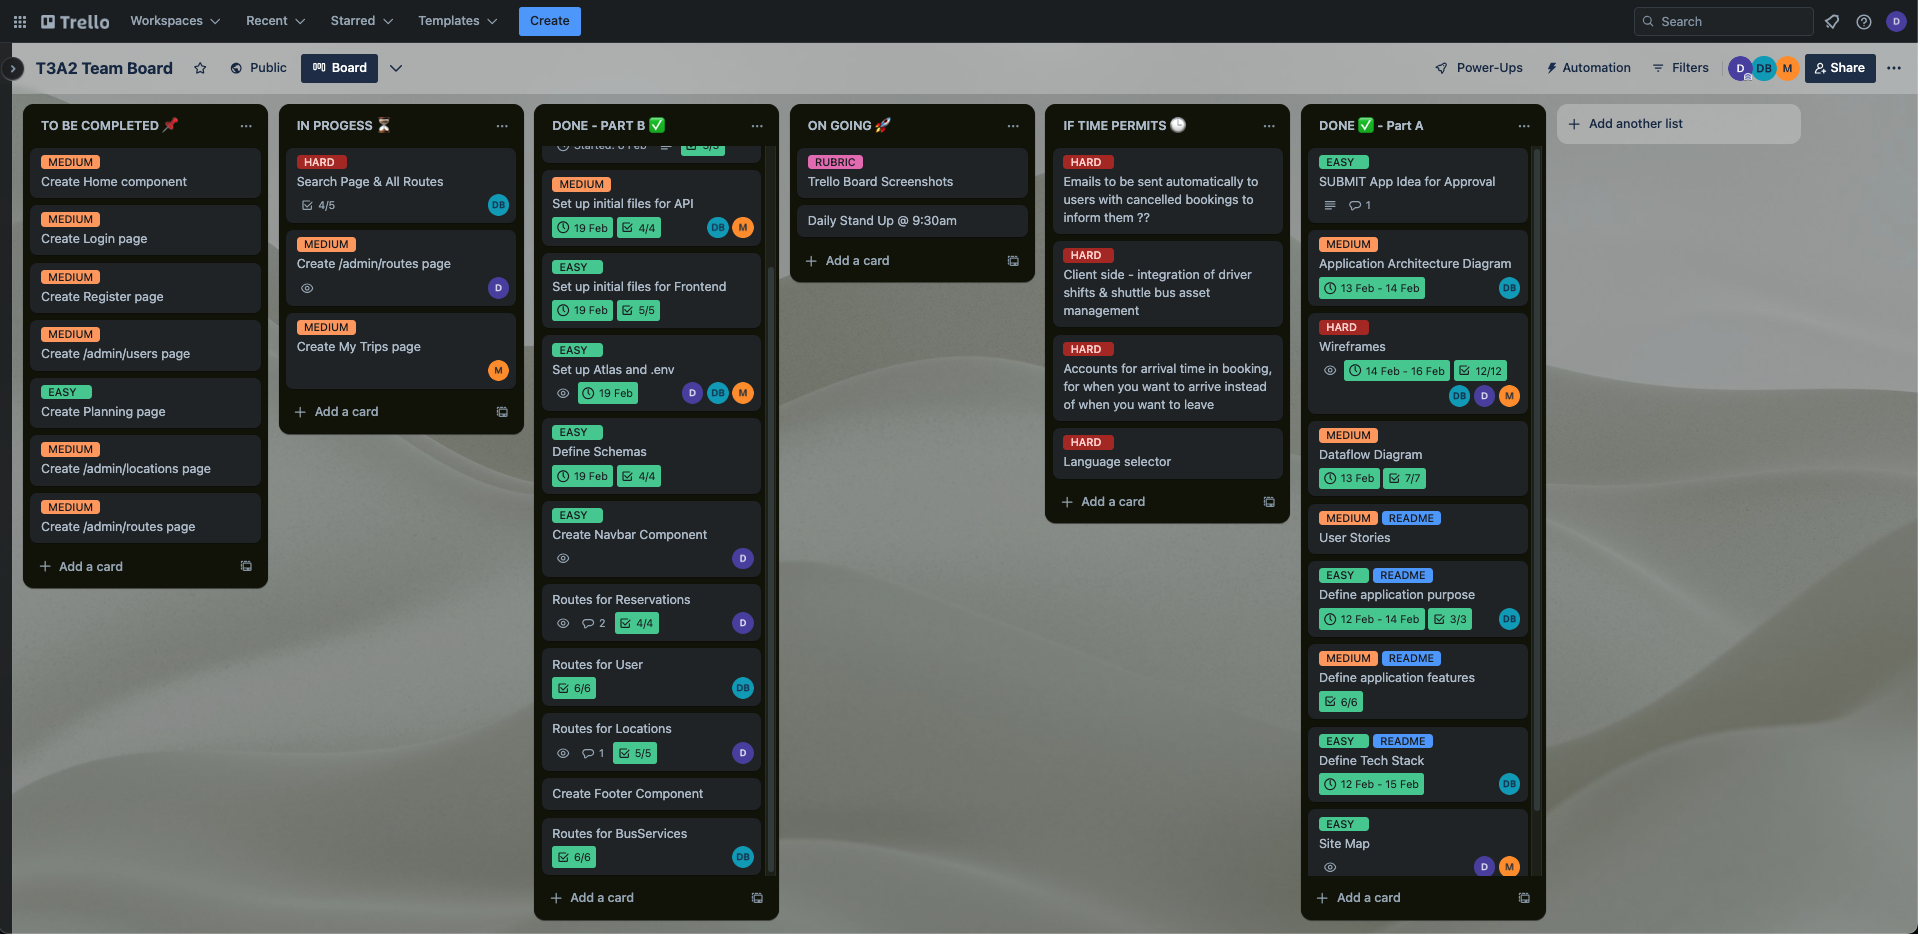 Trello
Workspaces
Recent
Starred
Templates
Create
Search
D
T3A2 Team Board
Public
Board
Power-Ups
Automation
Filters
D
DB
M
Share
TO BE COMPLETED
MEDIUM
Create Home component
MEDIUM
Create Login page
MEDIUM
Create Register page
MEDIUM
Create /admin/users page
EASY
Create Planning page
MEDIUM
Create /admin/locations page
MEDIUM
Create /admin/routes page
Add a card
IN PROGESS
HARD
Search Page & All Routes
4/5
DB
MEDIUM
Create /admin/routes page
D
MEDIUM
Create My Trips page
M
Add a card
DONE - PART B
Started: 8 Feb
5/5
MEDIUM
Set up initial files for API
19 Feb
4/4
DB
M
EASY
Set up initial files for Frontend
19 Feb
5/5
EASY
Set up Atlas and .env
19 Feb
D
DB
M
EASY
Define Schemas
19 Feb
4/4
EASY
Create Navbar Component
D
Routes for Reservations
2
4/4
D
Routes for User
6/6
DB
Routes for Locations
1
5/5
D
Create Footer Component
Routes for BusServices
6/6
DB
Add a card
ON GOING
RUBRIC
Trello Board Screenshots
Daily Stand Up @ 9:30am
Add a card
IF TIME PERMITS
HARD
Emails to be sent automatically to
users with cancelled bookings to
inform them ??
HARD
Client side - integration of driver
shifts & shuttle bus asset
management
HARD
Accounts for arrival time in booking,
for when you want to arrive instead
of when you want to leave
HARD
Language selector
Add a card
DONE - Part A
EASY
SUBMIT App Idea for Approval
1
MEDIUM
Application Architecture Diagram
13 Feb - 14 Feb
DB
HARD
Wireframes
14 Feb - 16 Feb
12/12
DB
D
M
MEDIUM
Dataflow Diagram
13 Feb
7/7
MEDIUM
README
User Stories
EASY
README
Define application purpose
12 Feb - 14 Feb
3/3
DB
MEDIUM
README
Define application features
6/6
EASY
README
Define Tech Stack
12 Feb - 15 Feb
DB
EASY
Site Map
D
M
Add a card
Add another list